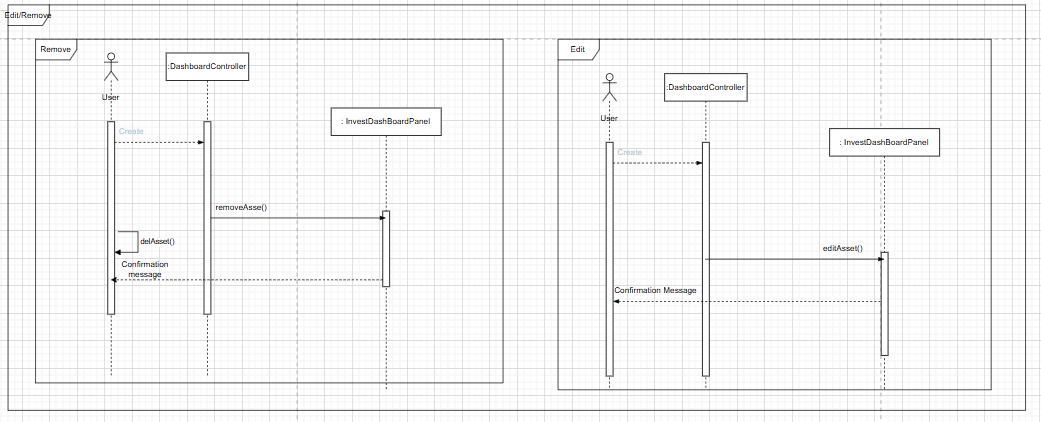 Edit/Remove
Remove
:DashboardController
User
: InvestDashBoardPanel
Create
removeAsse()
delAsset()
Confirmation
message
Edit
:DashboardController
User
: InvestDashBoardPanel
Create
editAsset()
Confirmation Message